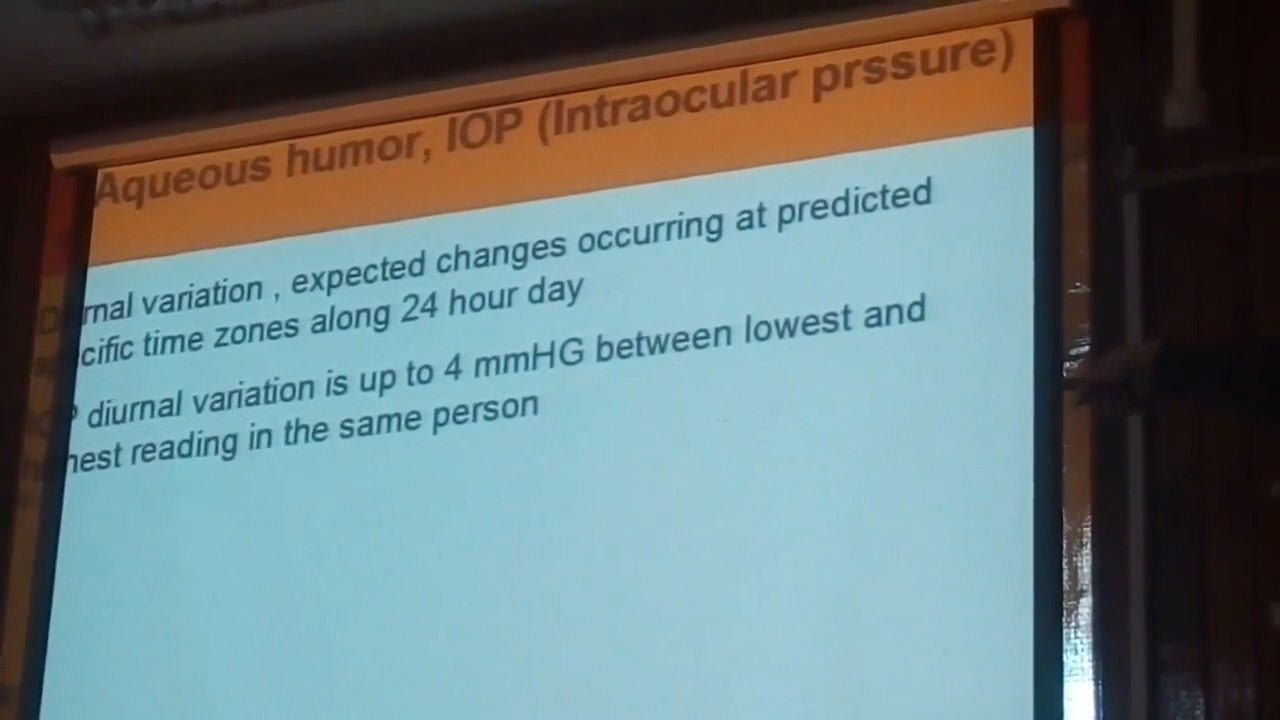 Aqueous humor, IOP (Intraocular prssure)
rnal variation , expected changes occurring at predicted
cific time zones along 24 hour day
P diurnal variation is up to 4 mmHG between lowest and
hest reading in the same person